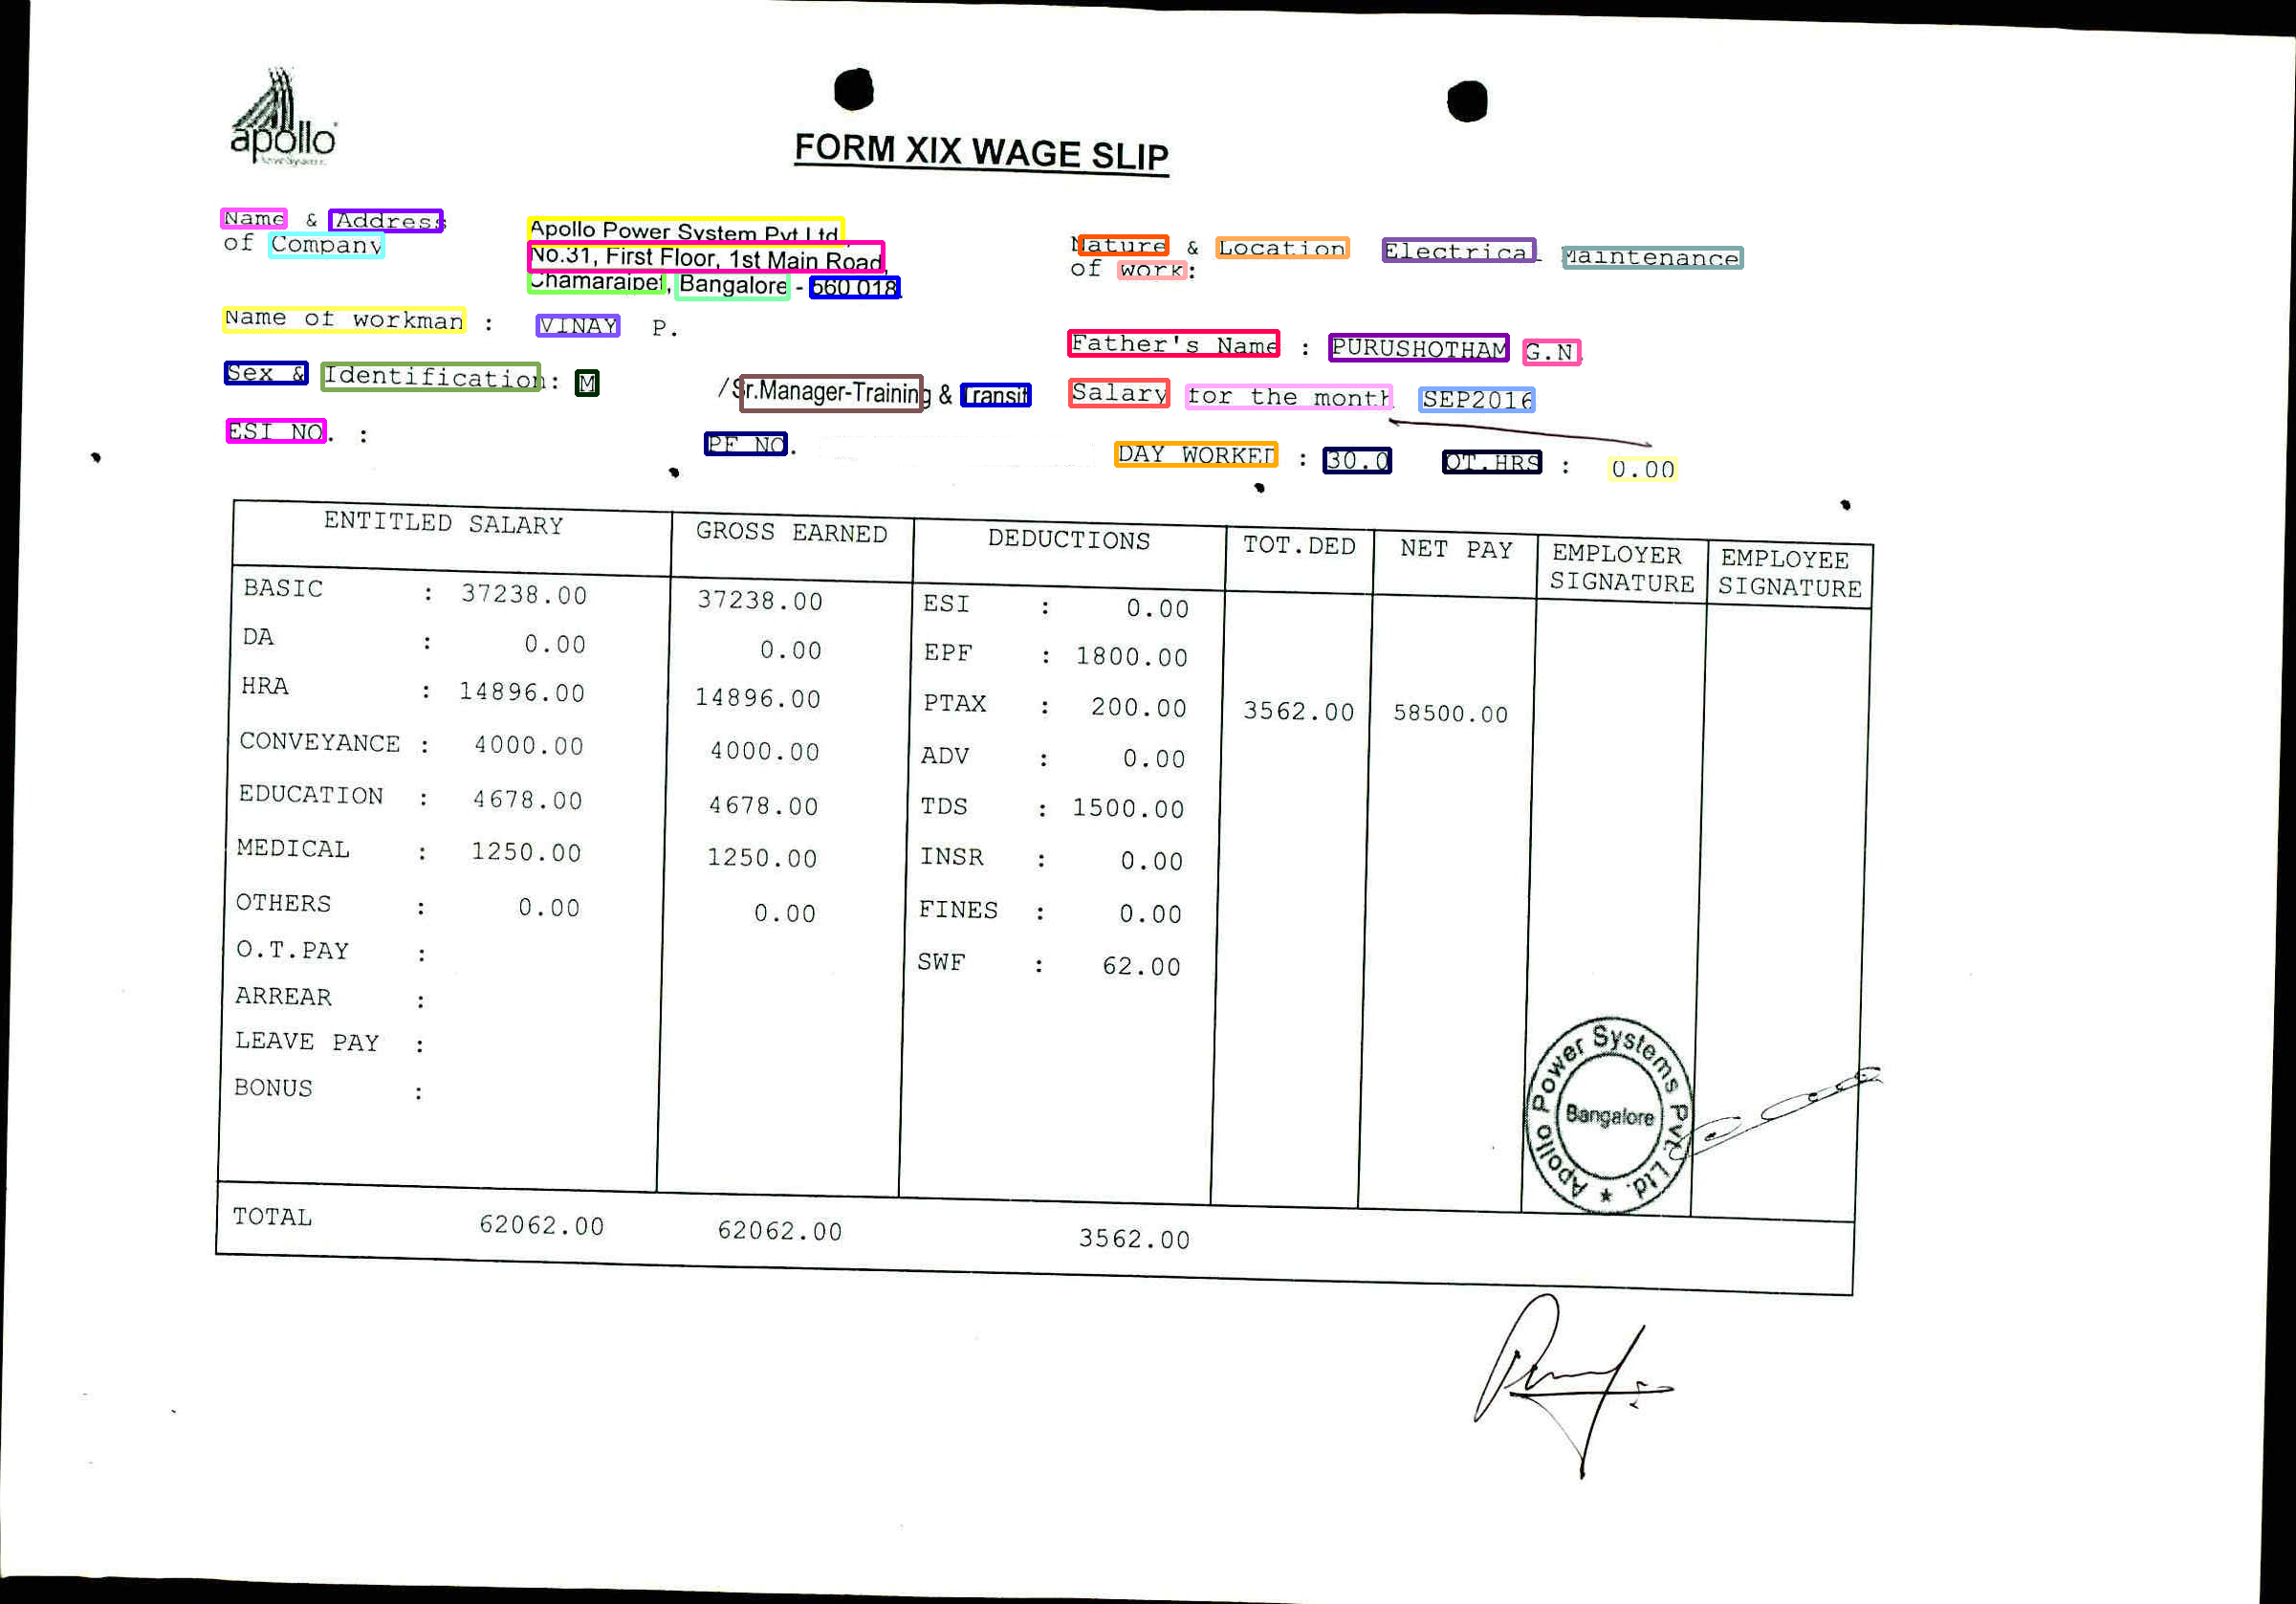 apollo
FORM XIX WAGE SLIP
Name & Address
of Company
Apollo Power System Pvt Ltd.,
No.31, First Floor, 1st Main Road,
Chamarajpet, Bangalore - 560 018.
Nature & Location Electrical Maintenance
of work:
Name of workman : VINAY P.
Father's Name : PURUSHOTHAM G.N.
Sex & Identification: M /Sr.Manager-Training & Transit
Salary for the month SEP2016
ESI NO. : PF NO. DAY WORKED : 30.0 OT.HRS : 0.00
ENTITLED SALARY GROSS EARNED DEDUCTIONS TOT.DED NET PAY EMPLOYER SIGNATURE EMPLOYEE SIGNATURE
BASIC : 37238.00 37238.00 ESI : 0.00
DA : 0.00 0.00 EPF : 1800.00
HRA : 14896.00 14896.00 PTAX : 200.00 3562.00 58500.00
CONVEYANCE : 4000.00 4000.00 ADV : 0.00
EDUCATION : 4678.00 4678.00 TDS : 1500.00
MEDICAL : 1250.00 1250.00 INSR : 0.00
OTHERS : 0.00 0.00 FINES : 0.00
O.T.PAY : SWF : 62.00
ARREAR :
LEAVE PAY :
BONUS :
Apollo Power Systems Pvt. Ltd. ★
Bangalore
TOTAL 62062.00 62062.00 3562.00